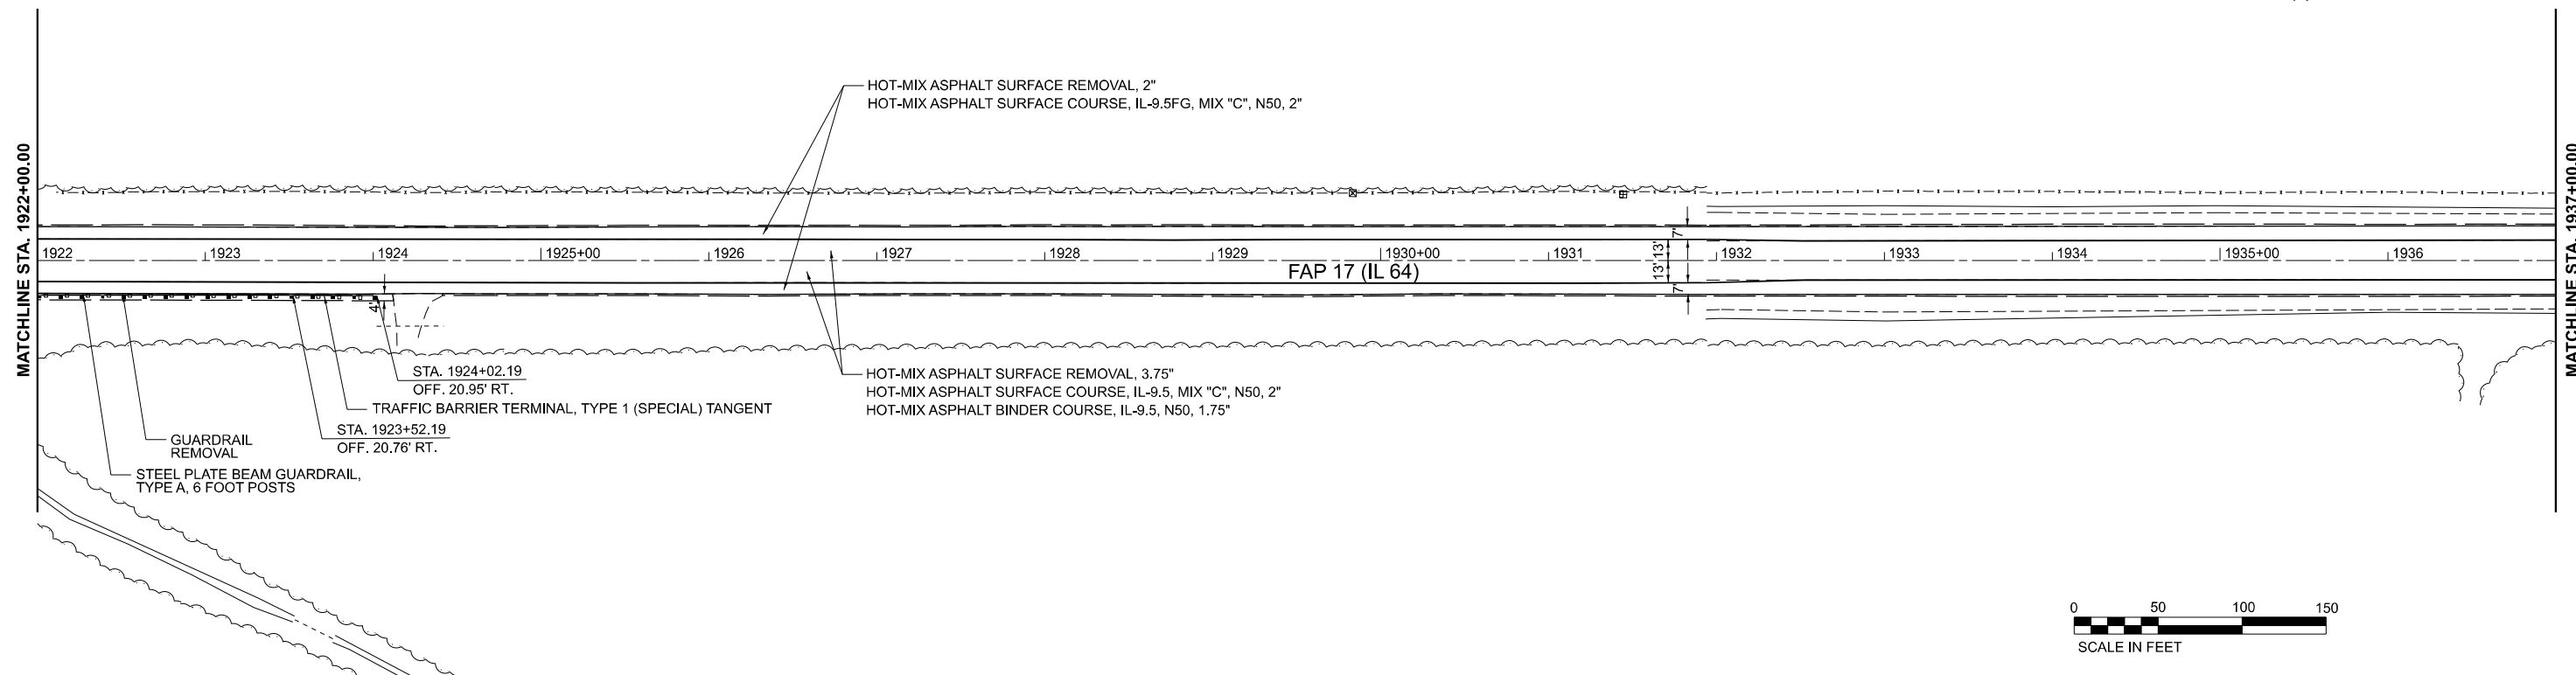 HOT-MIX ASPHALT SURFACE REMOVAL, 2"
HOT-MIX ASPHALT SURFACE COURSE, IL-9.5FG, MIX "C", N50, 2"
MATCHLINE STA. 1922+00.00
MATCHLINE STA. 1937+00.00
1922 1923 1924 1925+00 1926 1927 1928 1929 1930+00 1931 1932 1933 1934 1935+00 1936
7'
13'
13'
7'
FAP 17 (IL 64)
4'
STA. 1924+02.19
OFF. 20.95' RT.
TRAFFIC BARRIER TERMINAL, TYPE 1 (SPECIAL) TANGENT
STA. 1923+52.19
OFF. 20.76' RT.
GUARDRAIL
REMOVAL
STEEL PLATE BEAM GUARDRAIL,
TYPE A, 6 FOOT POSTS
HOT-MIX ASPHALT SURFACE REMOVAL, 3.75"
HOT-MIX ASPHALT SURFACE COURSE, IL-9.5, MIX "C", N50, 2"
HOT-MIX ASPHALT BINDER COURSE, IL-9.5, N50, 1.75"
0 50 100 150
SCALE IN FEET